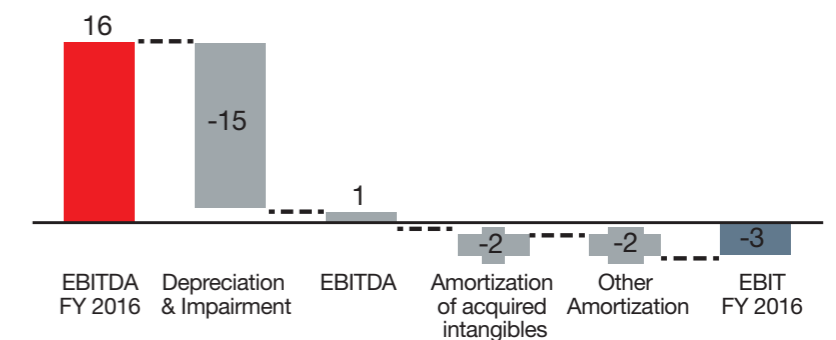 16
-15
1
-2
-2
-3
EBITDA
FY 2016
Depreciation
& Impairment
EBITDA
Amortization
of acquired
intangibles
Other
Amortization
EBIT
FY 2016